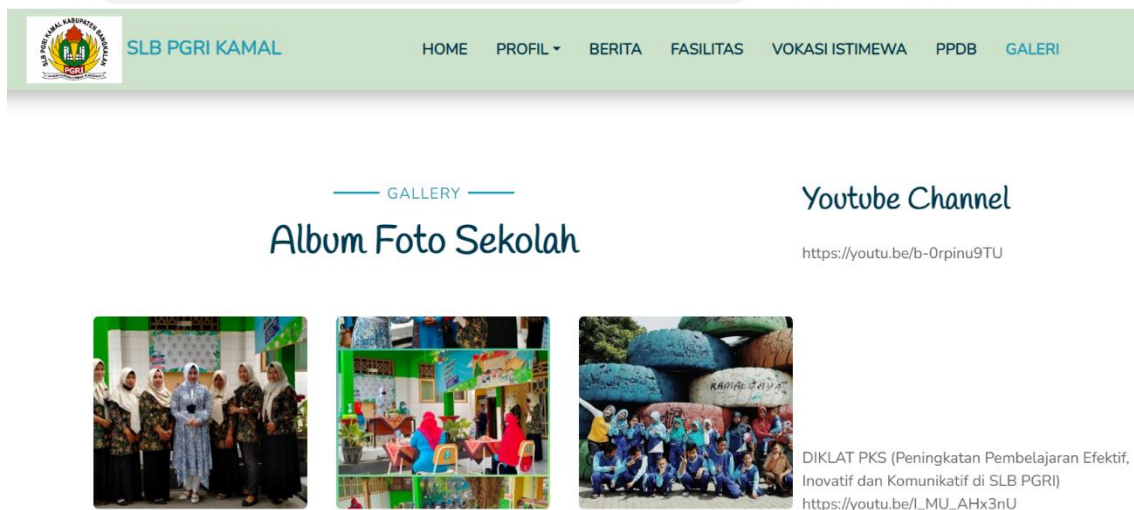 SLB PGRI KAMAL
HOME
PROFIL
BERITA
FASILITAS
VOKASI ISTIMEWA
PPDB
GALERI
GALLERY
Album Foto Sekolah
KAMAL JAYA
Youtube Channel
https://youtu.be/b-0rpinu9TU
DIKLAT PKS (Peningkatan Pembelajaran Efektif,
Inovatif dan Komunikatif di SLB PGRI)
https://youtu.be/I_MU_AHx3nU